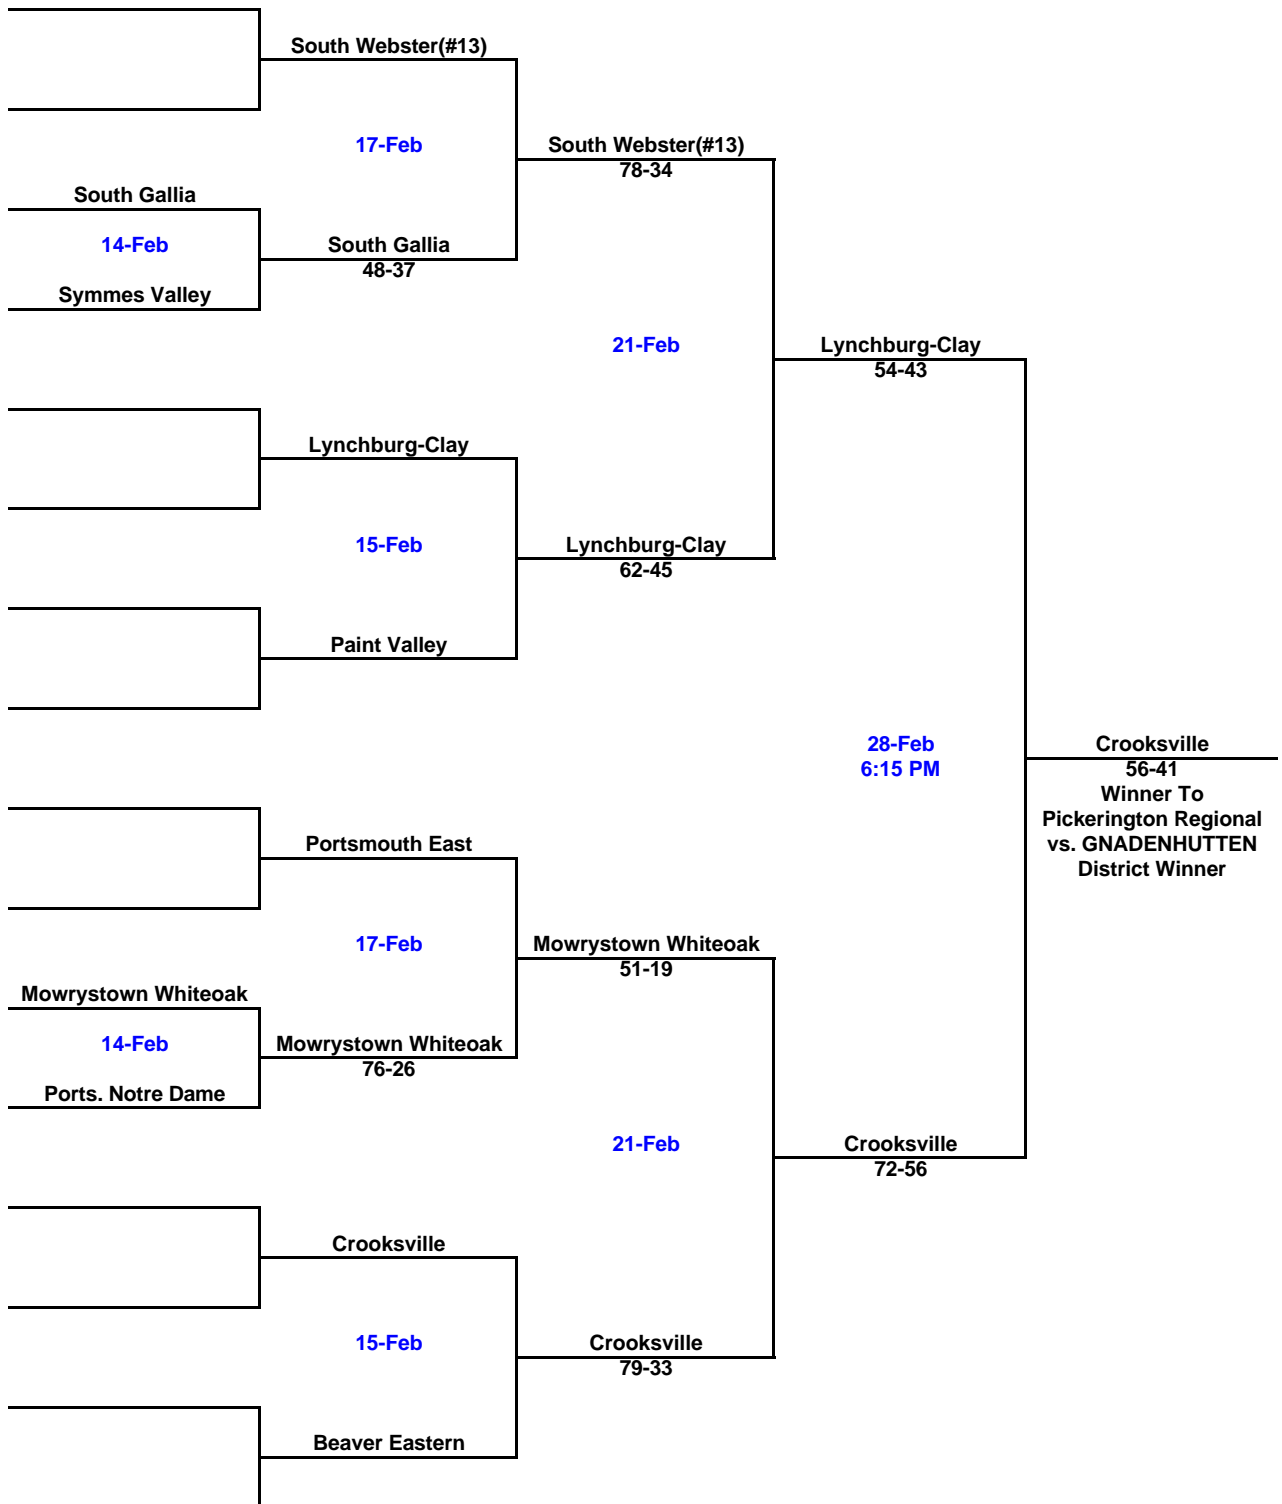 South Webster(#13)
17-Feb
South Webster(#13)
78-34
South Gallia
14-Feb
South Gallia
48-37
Symmes Valley
21-Feb
Lynchburg-Clay
54-43
Lynchburg-Clay
15-Feb
Lynchburg-Clay
62-45
Paint Valley
28-Feb
6:15 PM
Crooksville
56-41
Winner To
Pickerington Regional
vs. GNADENHUTTEN
District Winner
Portsmouth East
17-Feb
Mowrystown Whiteoak
51-19
Mowrystown Whiteoak
14-Feb
Mowrystown Whiteoak
76-26
Ports. Notre Dame
21-Feb
Crooksville
72-56
Crooksville
15-Feb
Crooksville
79-33
Beaver Eastern